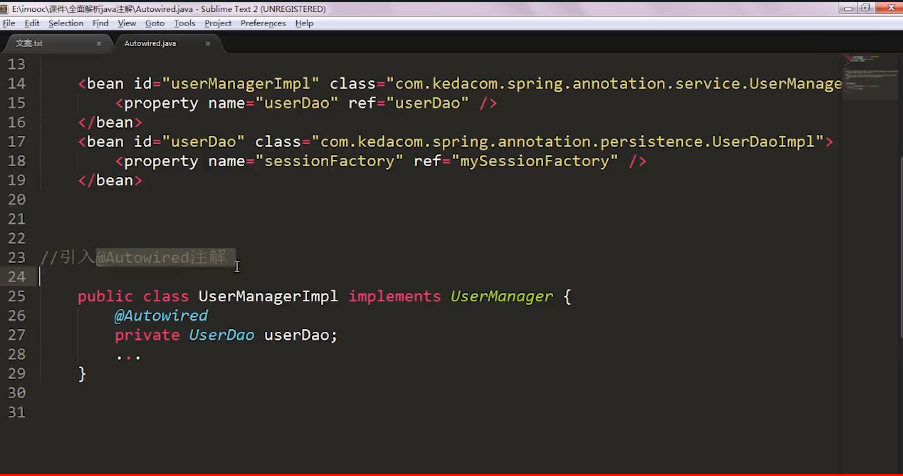 E:\imooc\课件\全面解析java注解\Autowired.java - Sublime Text 2 (UNREGISTERED)
File Edit Selection Find View Goto Tools Project Preferences Help
文案.txt × Autowired.java ×
13
14 <bean id="userManagerImpl" class="com.kedacom.spring.annotation.service.UserManage
15 <property name="userDao" ref="userDao" />
16 </bean>
17 <bean id="userDao" class="com.kedacom.spring.annotation.persistence.UserDaoImpl">
18 <property name="sessionFactory" ref="mySessionFactory" />
19 </bean>
20
21
22
23 //引入@Autowired注解
24
25 public class UserManagerImpl implements UserManager {
26 @Autowired
27 private UserDao userDao;
28 ...
29 }
30
31